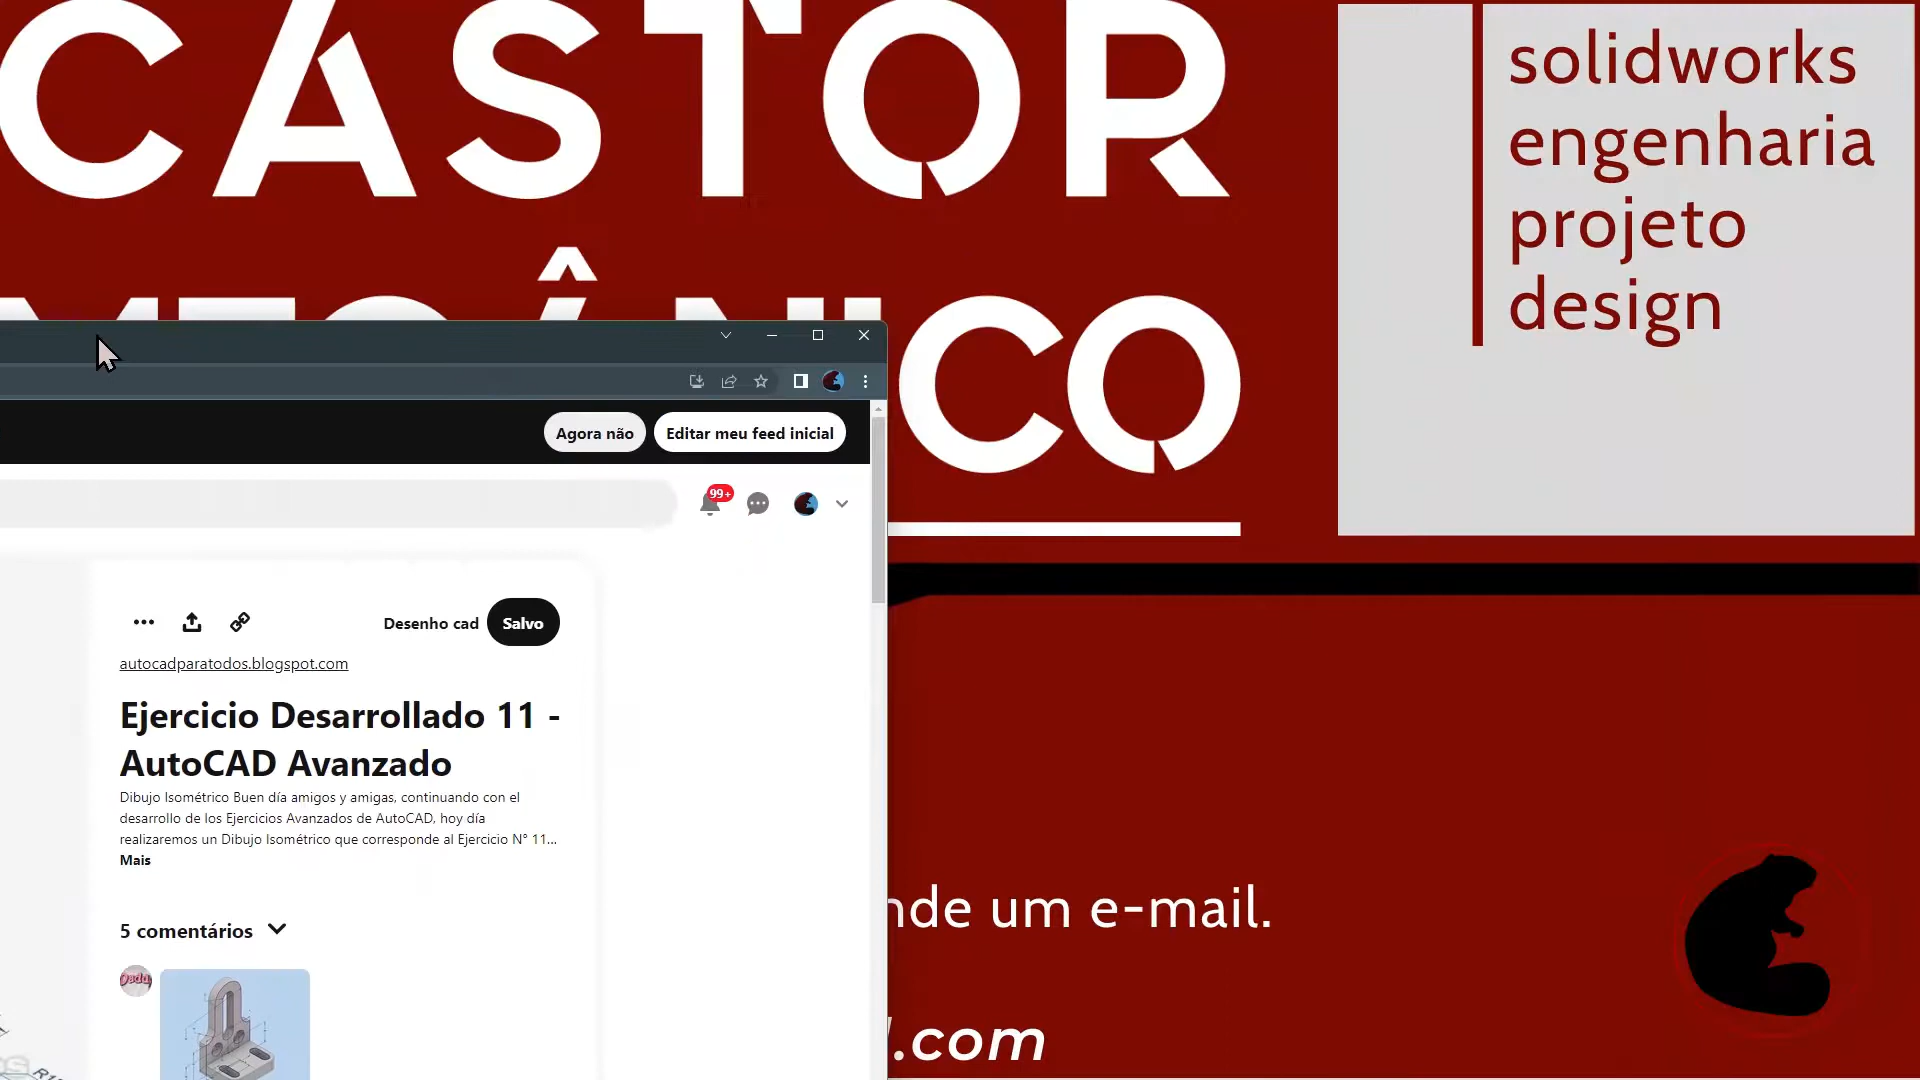 CASTOR
solidworks
engenharia
projeto
design
Agora não
Editar meu feed inicial
99+
Desenho cad
Salvo
autocadparatodos.blogspot.com
Ejercicio Desarrollado 11 -
AutoCAD Avanzado
Dibujo Isométrico Buen día amigos y amigas, continuando con el
desarrollo de los Ejercicios Avanzados de AutoCAD, hoy día
realizaremos un Dibujo Isométrico que corresponde al Ejercicio N° 11...
Mais
um e-mail.
5 comentários
.com